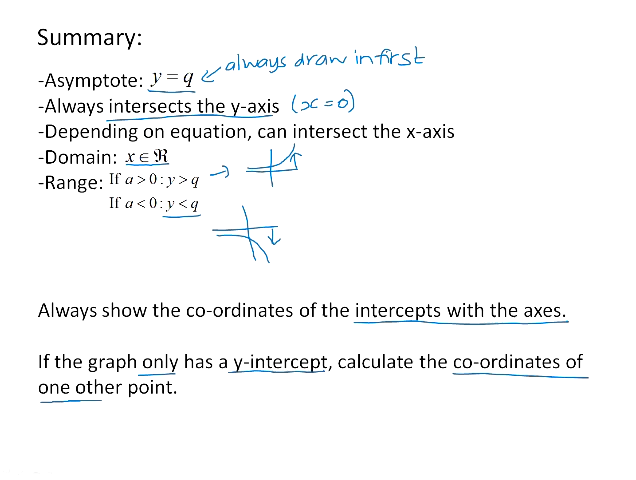 Summary:
always draw in first
-Asymptote: y = q
-Always intersects the y-axis (x=0)
-Depending on equation, can intersect the x-axis
-Domain: x ∈ ℜ
-Range: If a > 0 : y > q
If a < 0 : y < q
Always show the co-ordinates of the intercepts with the axes.
If the graph only has a y-intercept, calculate the co-ordinates of
one other point.